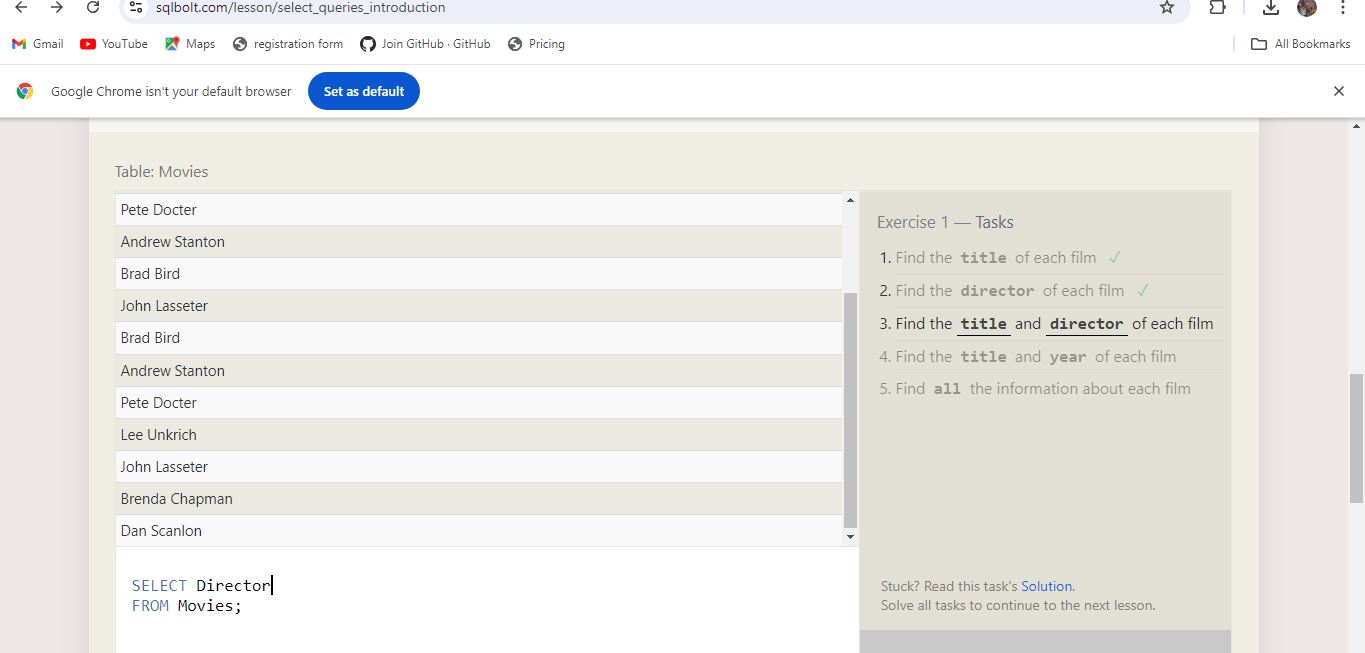 sqlbolt.com/lesson/select_queries_introduction
Gmail YouTube Maps registration form Join GitHub · GitHub Pricing All Bookmarks
Google Chrome isn't your default browser Set as default
Table: Movies
Pete Docter
Andrew Stanton
Brad Bird
John Lasseter
Brad Bird
Andrew Stanton
Pete Docter
Lee Unkrich
John Lasseter
Brenda Chapman
Dan Scanlon
SELECT Director
FROM Movies;
Exercise 1 — Tasks
1. Find the title of each film ✓
2. Find the director of each film ✓
3. Find the title and director of each film
4. Find the title and year of each film
5. Find all the information about each film
Stuck? Read this task's Solution.
Solve all tasks to continue to the next lesson.